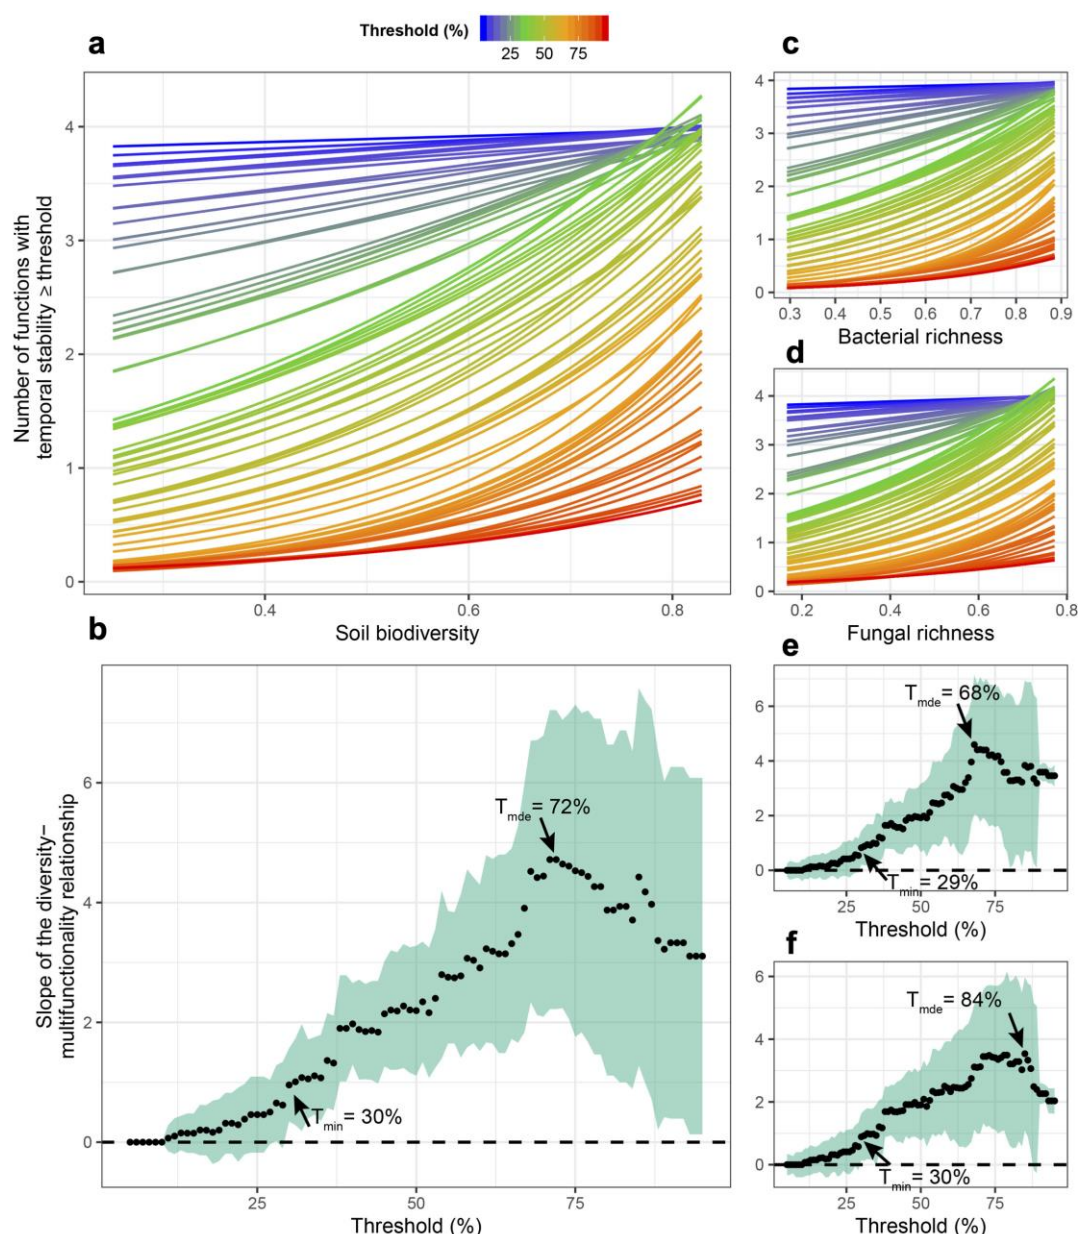 a
Threshold (%)
25 50 75
4
3
2
1
0
Number of functions with
temporal stability ≥ threshold
0.4 0.6 0.8
Soil biodiversity
c
4
3
2
1
0
0.3 0.4 0.5 0.6 0.7 0.8 0.9
Bacterial richness
d
4
3
2
1
0
0.2 0.4 0.6 0.8
Fungal richness
b
6
4
2
0
Slope of the diversity−
multifunctionality relationship
Tmde= 72%
Tmin= 30%
25 50 75
Threshold (%)
e
6
4
2
0
Tmde= 68%
Tmin= 29%
25 50 75
Threshold (%)
f
6
4
2
0
Tmde= 84%
Tmin= 30%
25 50 75
Threshold (%)